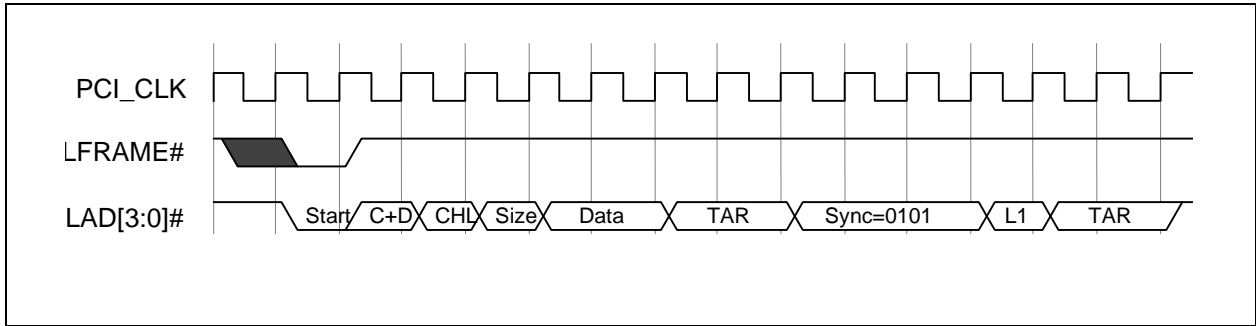 PCI_CLK
LFRAME#
LAD[3:0]# Start C+D CHL Size Data TAR Sync=0101 L1 TAR